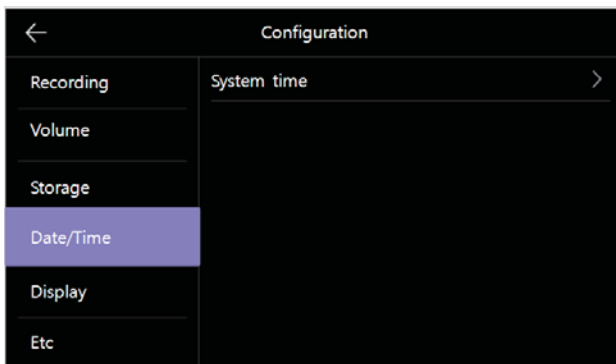 Configuration
Recording
System time
Volume
Storage
Date/Time
Display
Etc